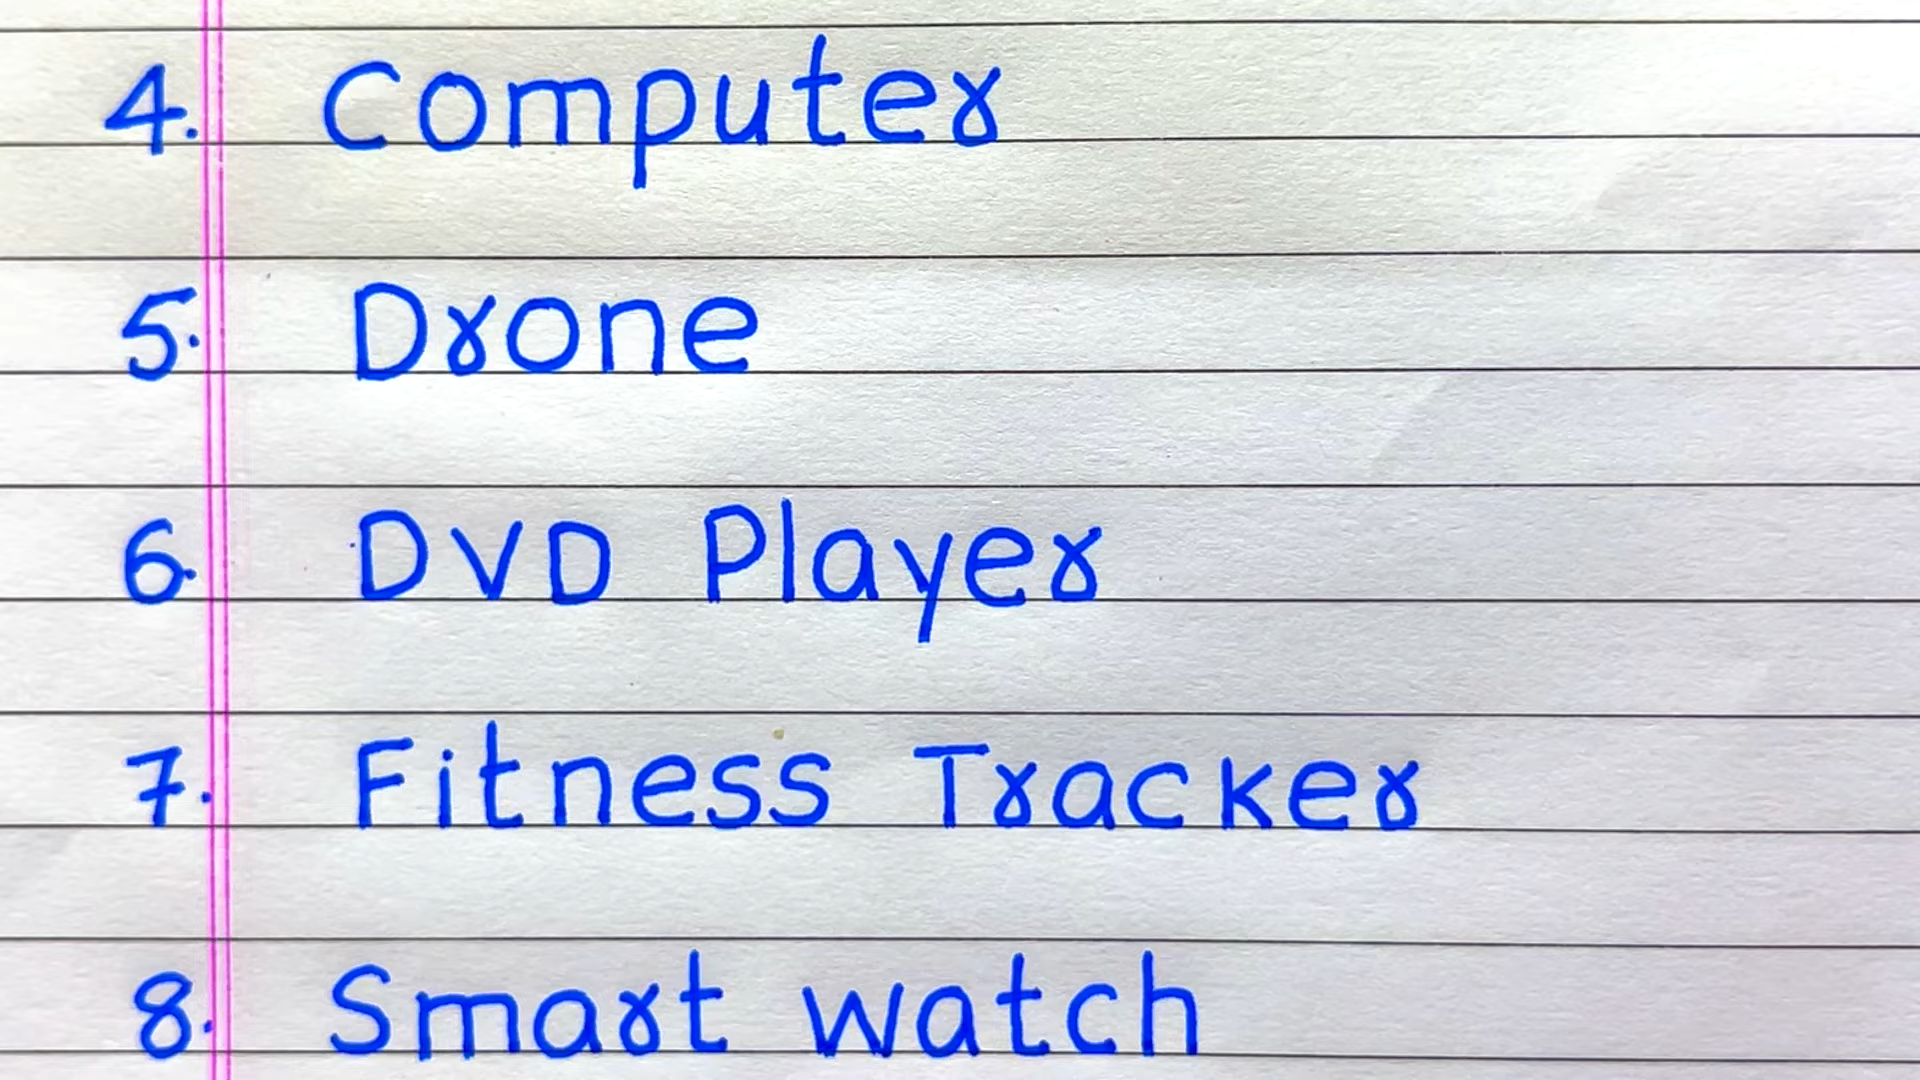 4. Computer
5. Drone
6. DVD Player
7. Fitness Tracker
8. Smart watch